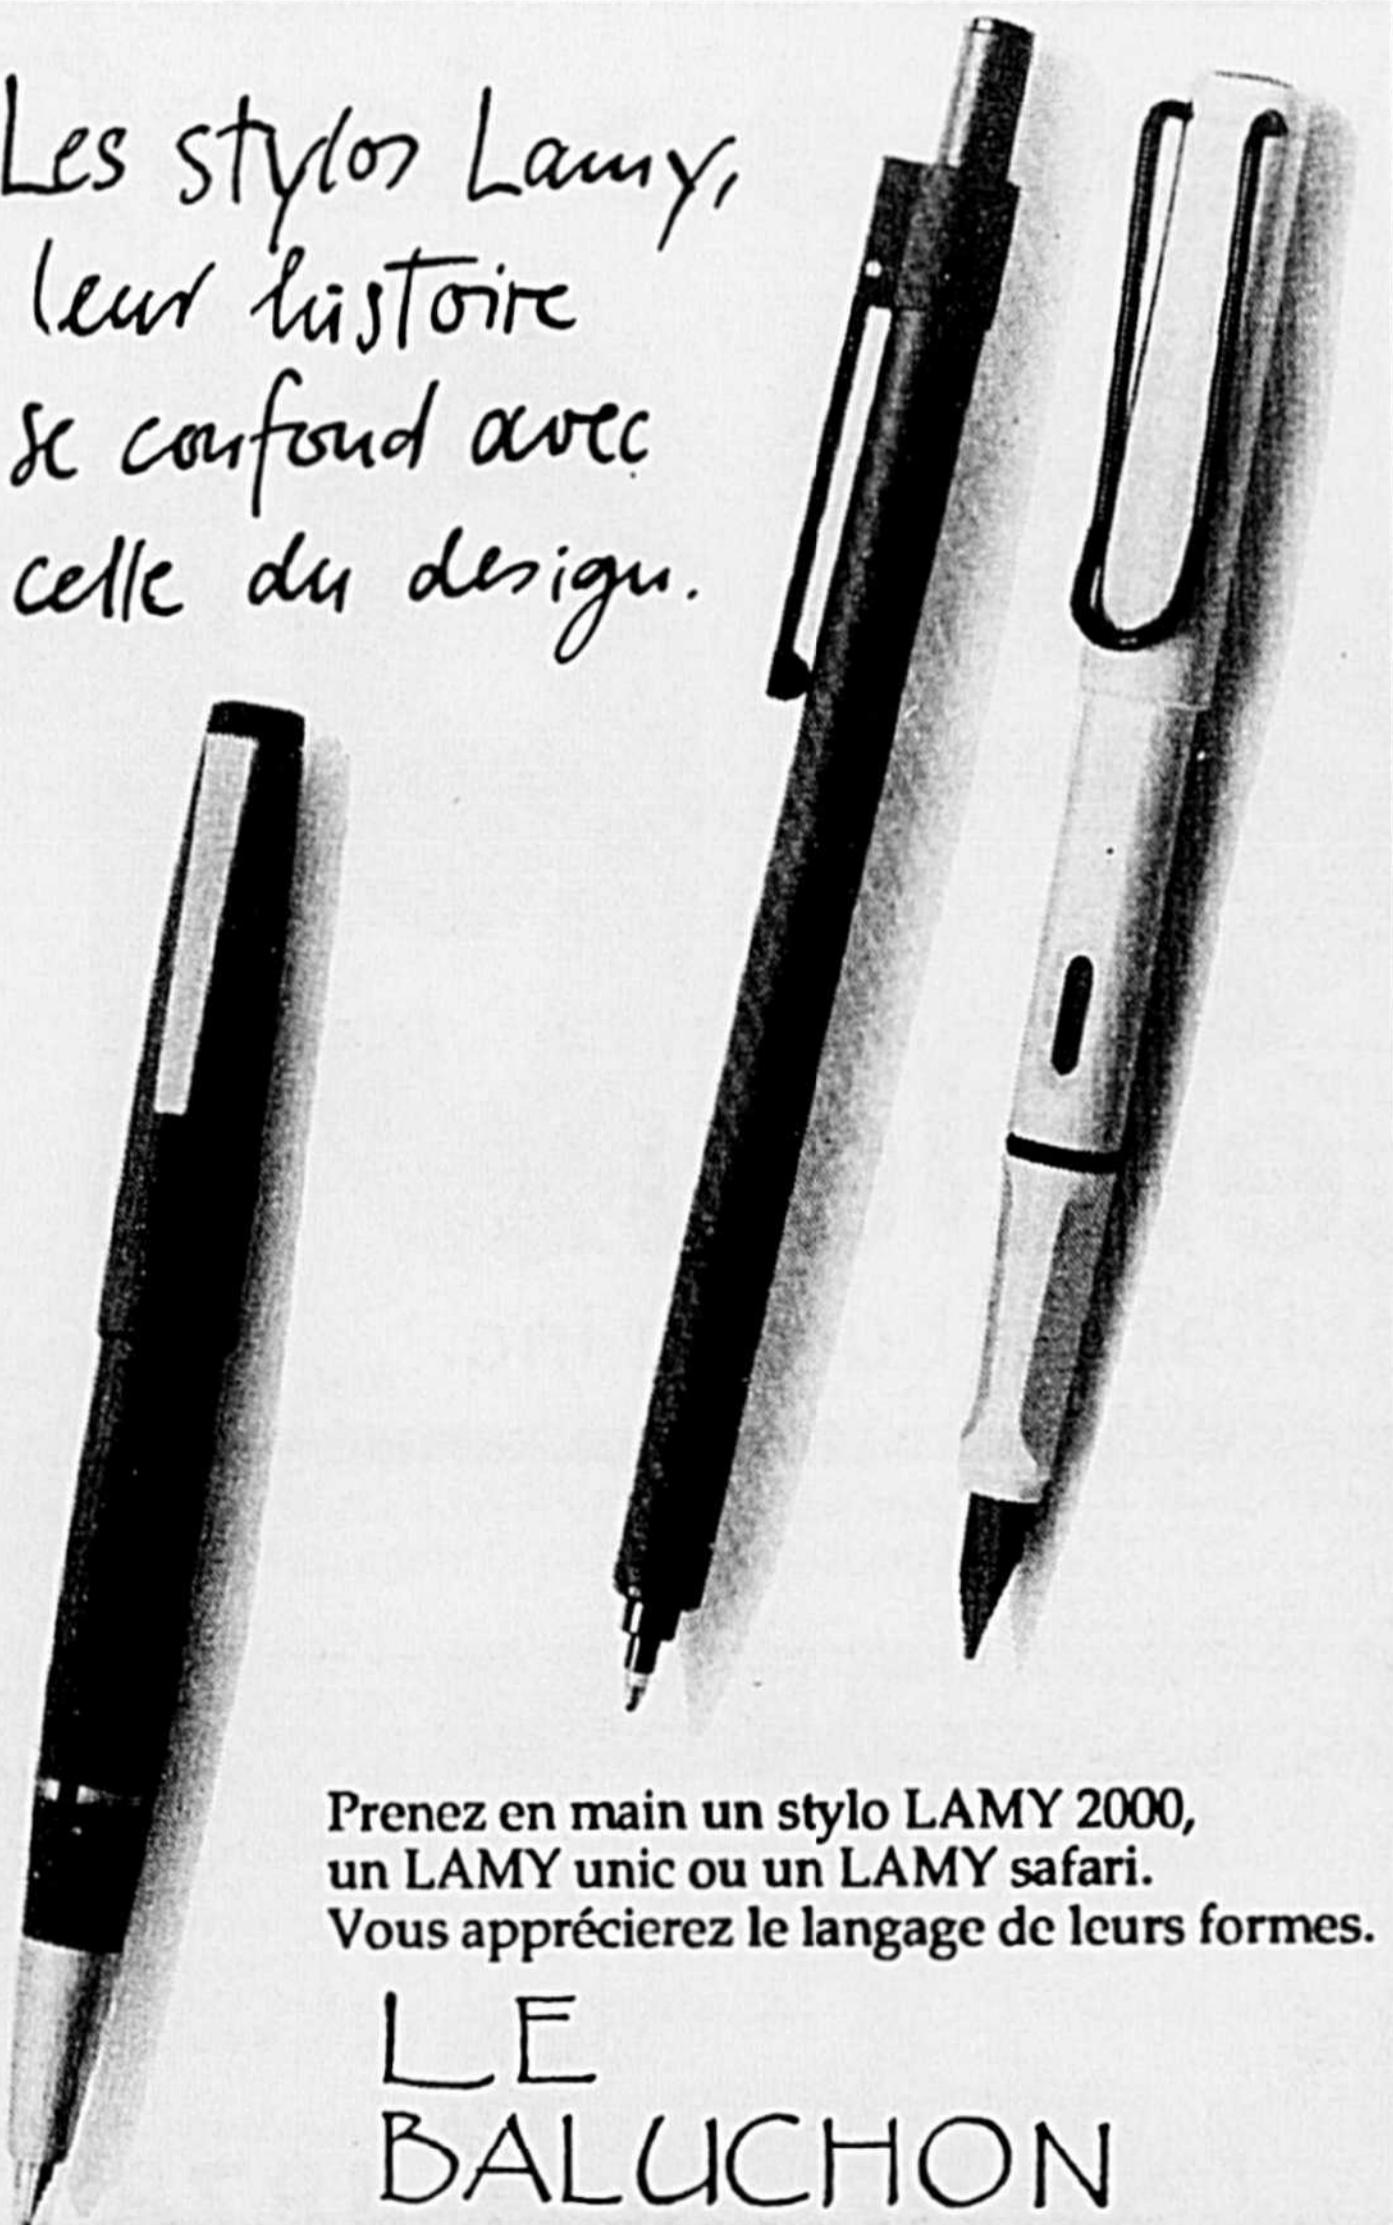 Les stylos Lamy,
leur histoire
se confond avec
celle du design.
Prenez en main un stylo LAMY 2000,
un LAMY unic ou un LAMY safari.
Vous apprécierez le langage de leurs formes.
LE
BALUCHON